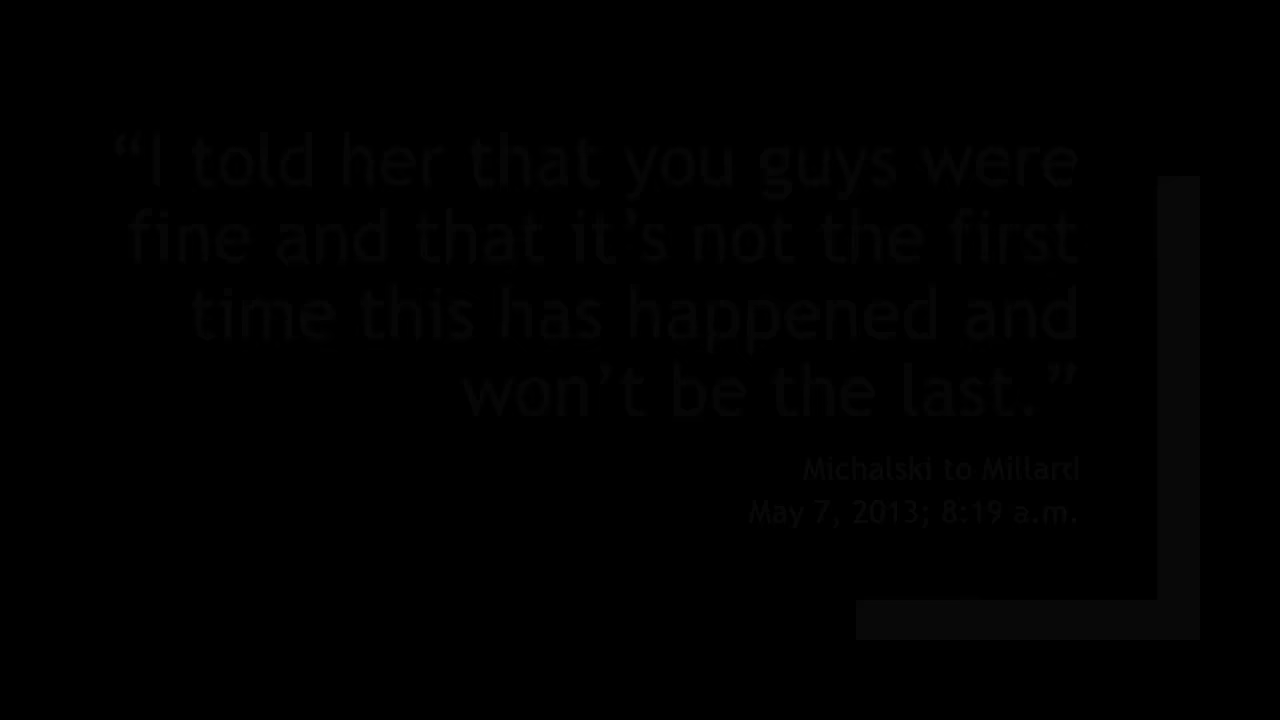 “I told her that you guys were
fine and that it’s not the first
time this has happened and
won’t be the last.”
Michalski to Millard
May 7, 2013; 8:19 a.m.